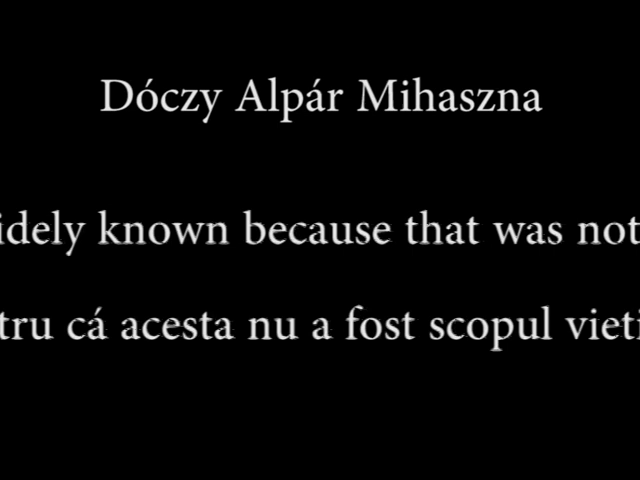 Dóczy Alpár Mihaszna
idely known because that was not
tru cá acesta nu a fost scopul vieti